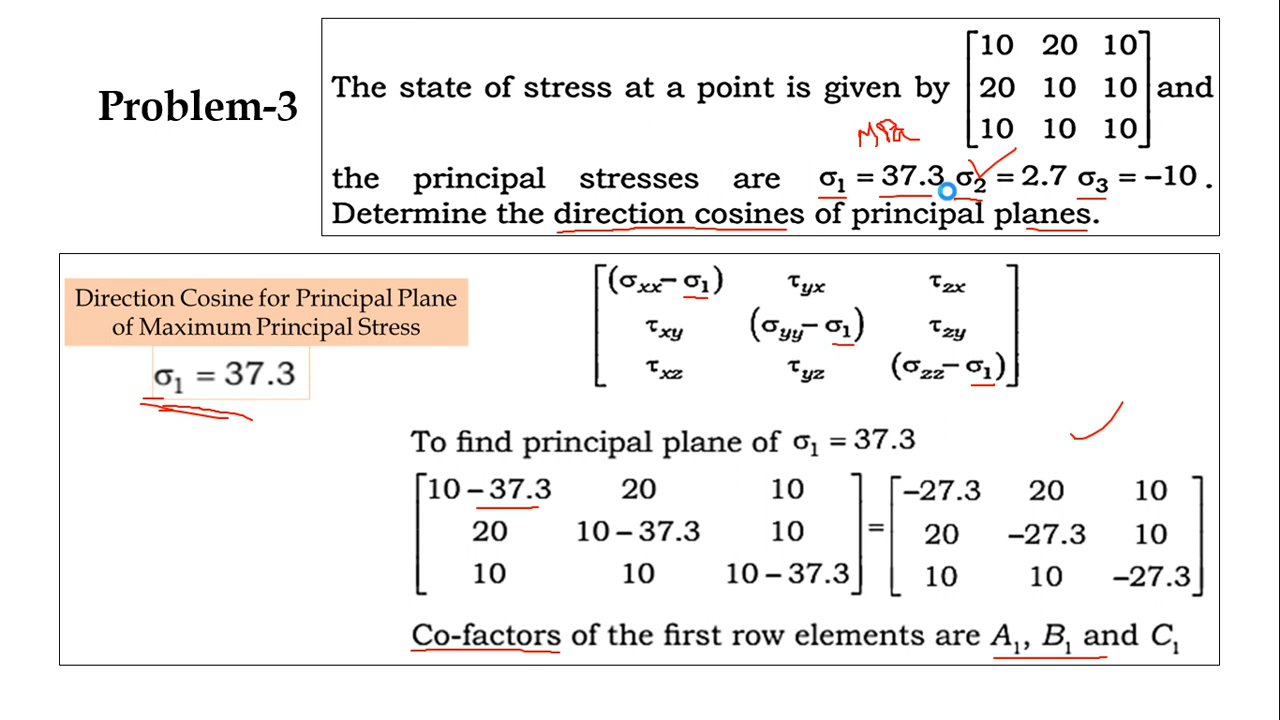 Problem-3
The state of stress at a point is given by [10 20 10
20 10 10
10 10 10] and
MPa
the principal stresses are σ₁ = 37.3 σ₂ = 2.7 σ₃ = −10 .
Determine the direction cosines of principal planes.
Direction Cosine for Principal Plane
of Maximum Principal Stress
σ₁ = 37.3
[(σxx− σ₁) τyx τzx
τxy (σyy− σ₁) τzy
τxz τyz (σzz− σ₁)]
To find principal plane of σ₁ = 37.3
[10 − 37.3 20 10
20 10 − 37.3 10
10 10 10 − 37.3]
=
[−27.3 20 10
20 −27.3 10
10 10 −27.3]
Co-factors of the first row elements are A₁, B₁ and C₁